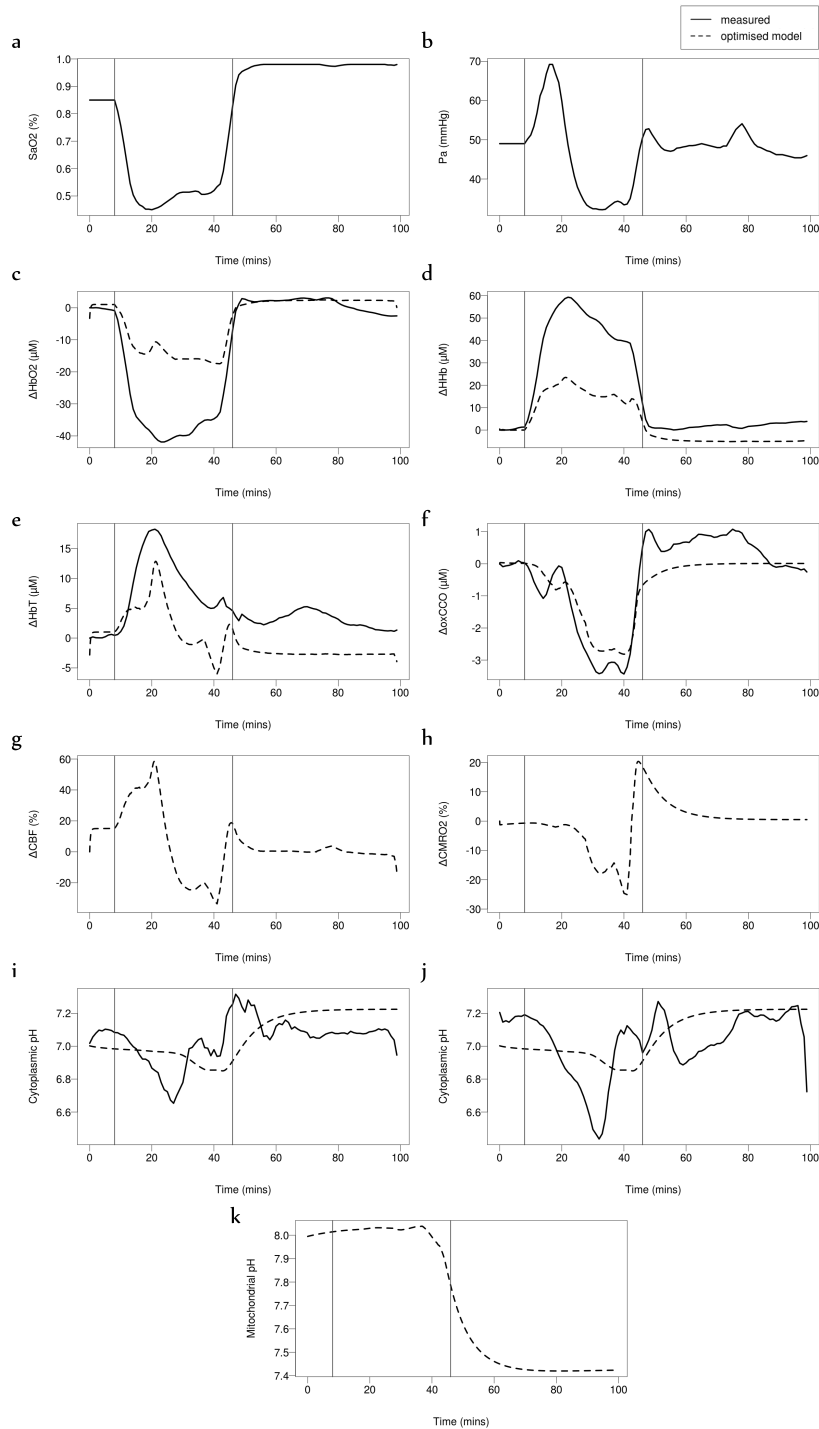 measured
optimised model
a
b
1.0
0.9
0.8
0.7
0.6
0.5
SaO2 (%)
0 20 40 60 80 100
Time (mins)
70
60
50
40
Pa (mmHg)
0 20 40 60 80 100
Time (mins)
c
d
0
-10
-20
-30
-40
ΔHbO2 (µM)
0 20 40 60 80 100
Time (mins)
60
50
40
30
20
10
0
ΔHHb (µM)
0 20 40 60 80 100
Time (mins)
e
f
15
10
5
0
-5
ΔHbT (µM)
0 20 40 60 80 100
Time (mins)
1
0
-1
-2
-3
ΔoxCCO (µM)
0 20 40 60 80 100
Time (mins)
g
h
60
40
20
0
-20
ΔCBF (%)
0 20 40 60 80 100
Time (mins)
20
10
0
-10
-20
-30
ΔCMRO2 (%)
0 20 40 60 80 100
Time (mins)
i
j
7.2
7.0
6.8
6.6
Cytoplasmic pH
0 20 40 60 80 100
Time (mins)
7.2
7.0
6.8
6.6
Cytoplasmic pH
0 20 40 60 80 100
Time (mins)
k
8.0
7.9
7.8
7.7
7.6
7.5
7.4
Mitochondrial pH
0 20 40 60 80 100
Time (mins)